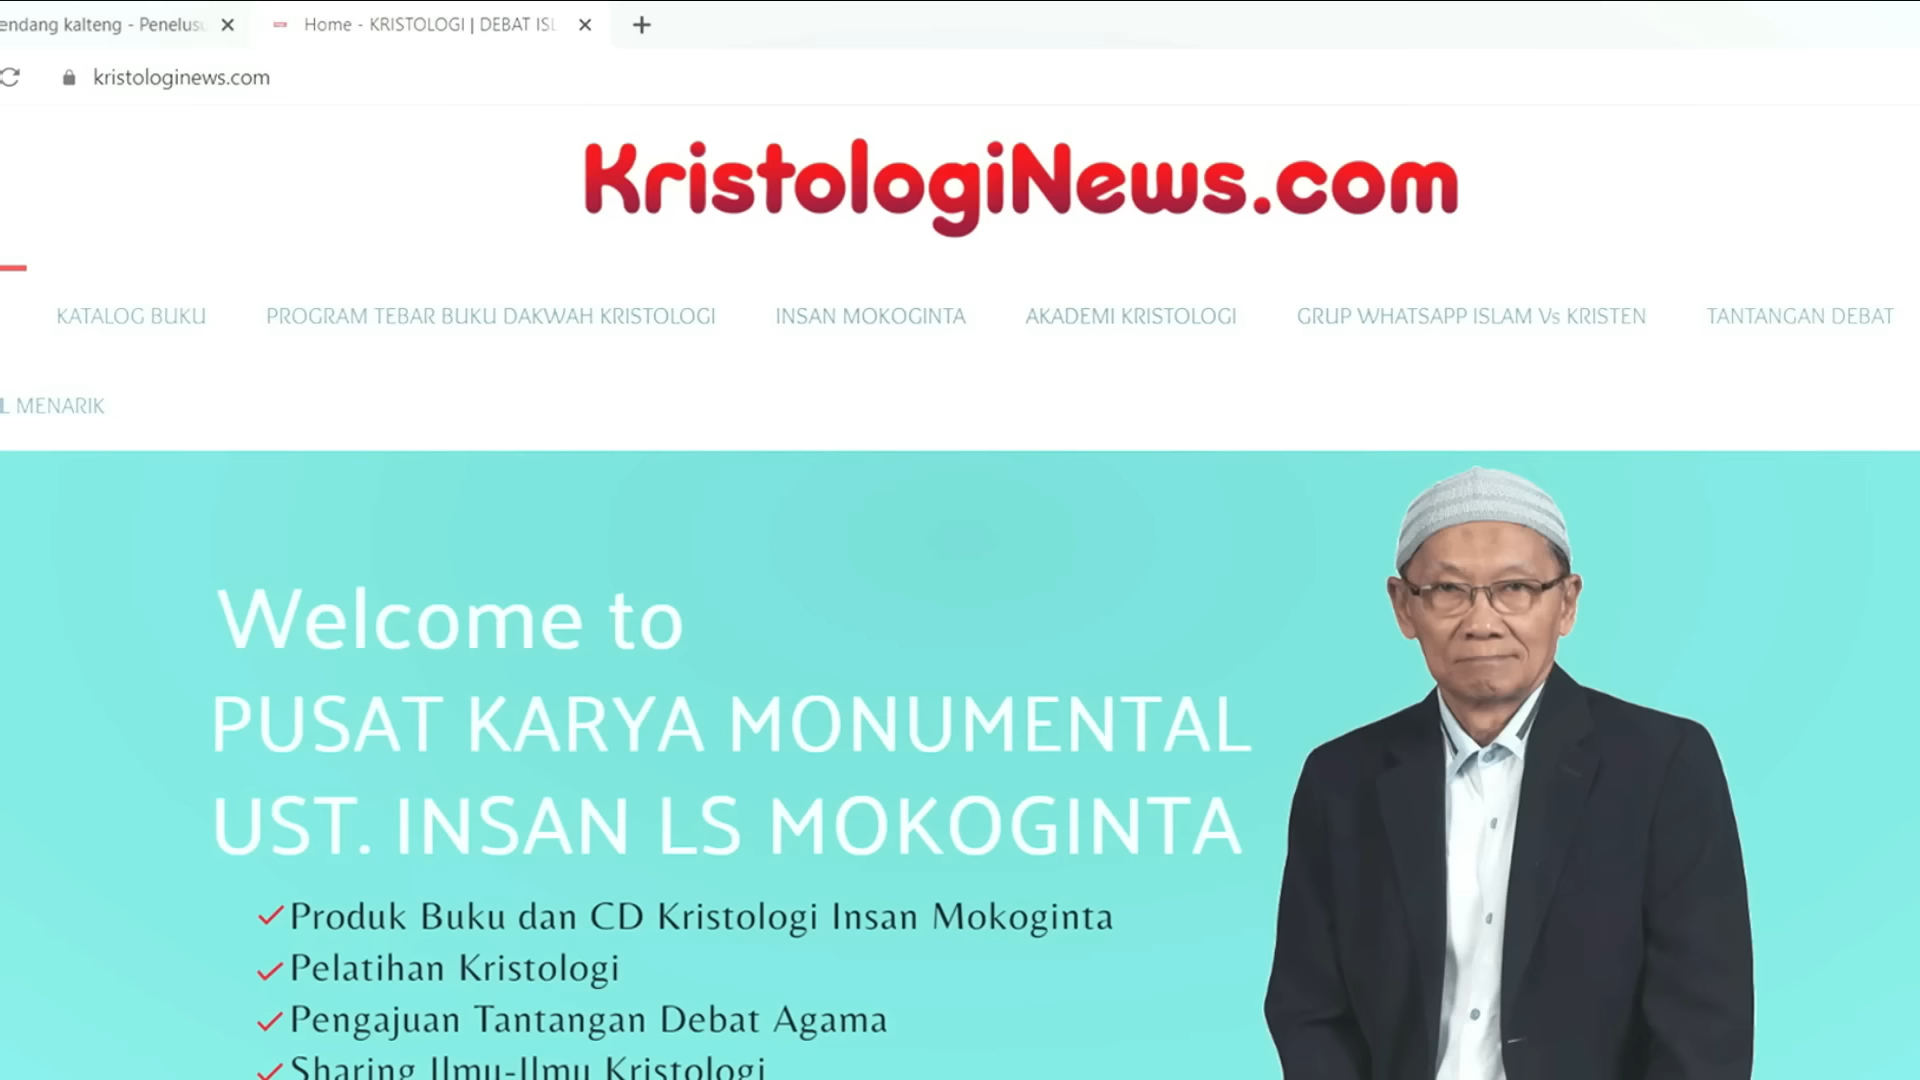 endang kalteng - Penelusu
Home - KRISTOLOGI | DEBAT ISL
kristologinews.com
KristologiNews.com
KATALOG BUKU
PROGRAM TEBAR BUKU DAKWAH KRISTOLOGI
INSAN MOKOGINTA
AKADEMI KRISTOLOGI
GRUP WHATSAPP ISLAM Vs KRISTEN
TANTANGAN DEBAT
L MENARIK
Welcome to
PUSAT KARYA MONUMENTAL
UST. INSAN LS MOKOGINTA
Produk Buku dan CD Kristologi Insan Mokoginta
Pelatihan Kristologi
Pengajuan Tantangan Debat Agama
Sharing Ilmu-Ilmu Kristologi